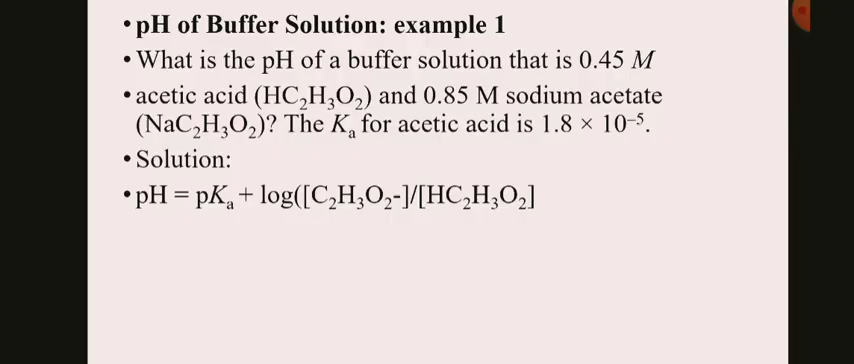 • pH of Buffer Solution: example 1
• What is the pH of a buffer solution that is 0.45 M
• acetic acid (HC₂H₃O₂) and 0.85 M sodium acetate
(NaC₂H₃O₂)? The Kₐ for acetic acid is 1.8 × 10⁻⁵.
• Solution:
• pH = pKₐ + log([C₂H₃O₂-]/[HC₂H₃O₂]